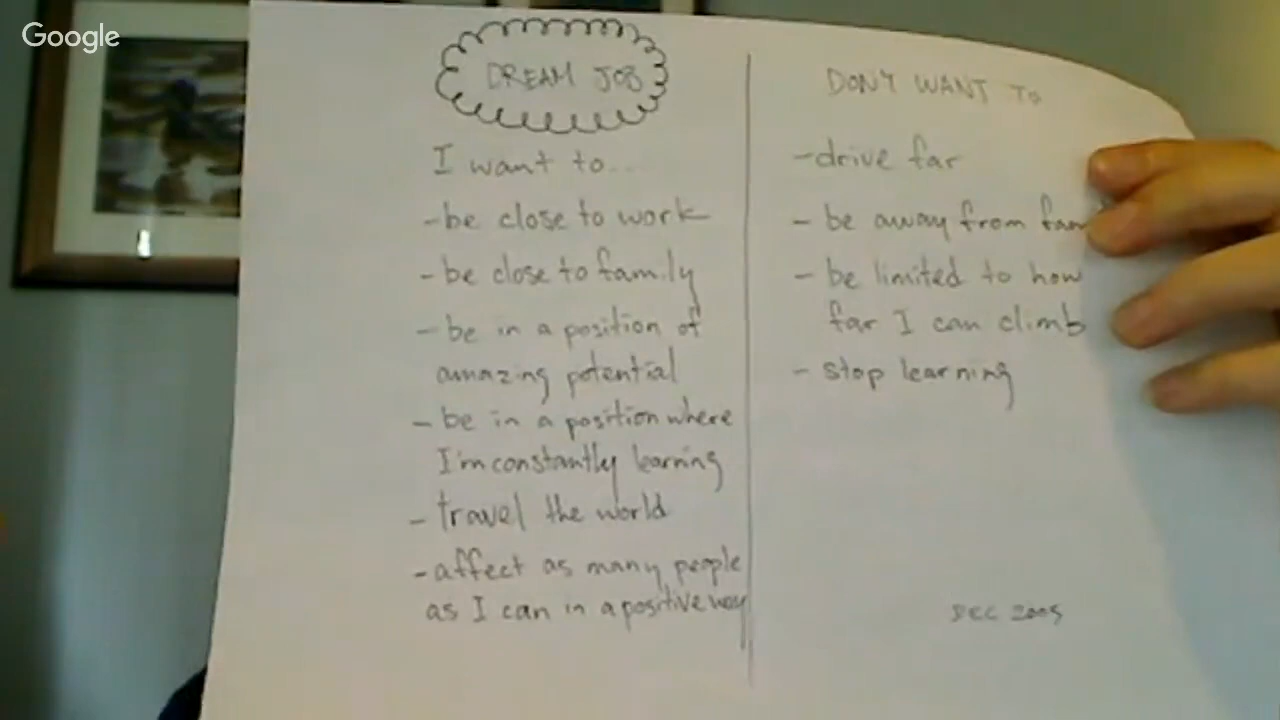 Google
DREAM JOB
I want to...
- be close to work
- be close to family
- be in a position of
amazing potential
- be in a position where
I'm constantly learning
- travel the world
- affect as many people
as I can in a positive way
DON'T WANT TO
- drive far
- be away from fam
- be limited to how
far I can climb
- stop learning
DEC 2005